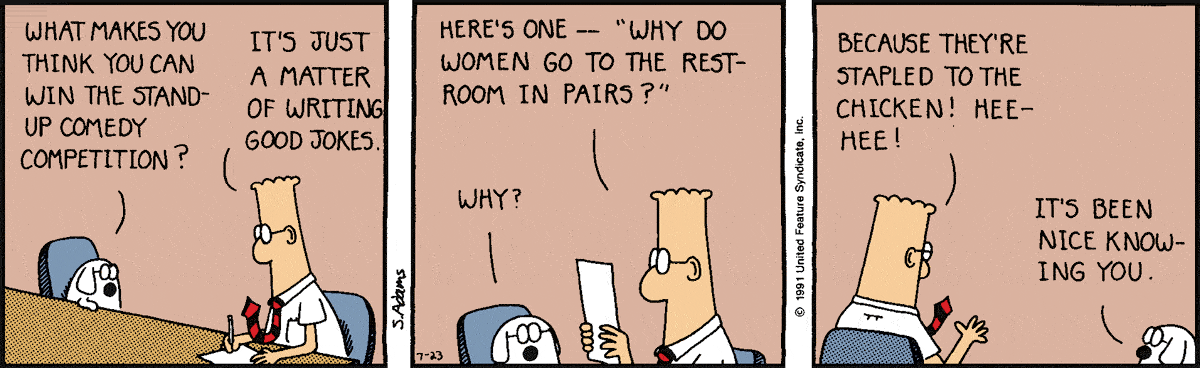 WHAT MAKES YOU
THINK YOU CAN
WIN THE STAND-
UP COMEDY
COMPETITION?
IT'S JUST
A MATTER
OF WRITING
GOOD JOKES.
S.Adams
HERE'S ONE -- "WHY DO
WOMEN GO TO THE REST-
ROOM IN PAIRS?"
WHY?
7-23
© 1991 United Feature Syndicate, Inc.
BECAUSE THEY'RE
STAPLED TO THE
CHICKEN! HEE-
HEE!
IT'S BEEN
NICE KNOW-
ING YOU.